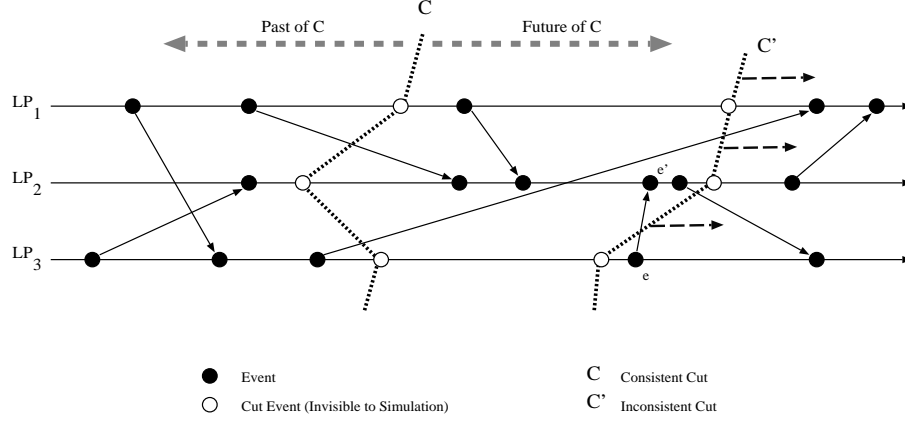 C
Past of C
Future of C
C'
LP1
LP2
e'
LP3
e
Event
C Consistent Cut
Cut Event (Invisible to Simulation)
C' Inconsistent Cut